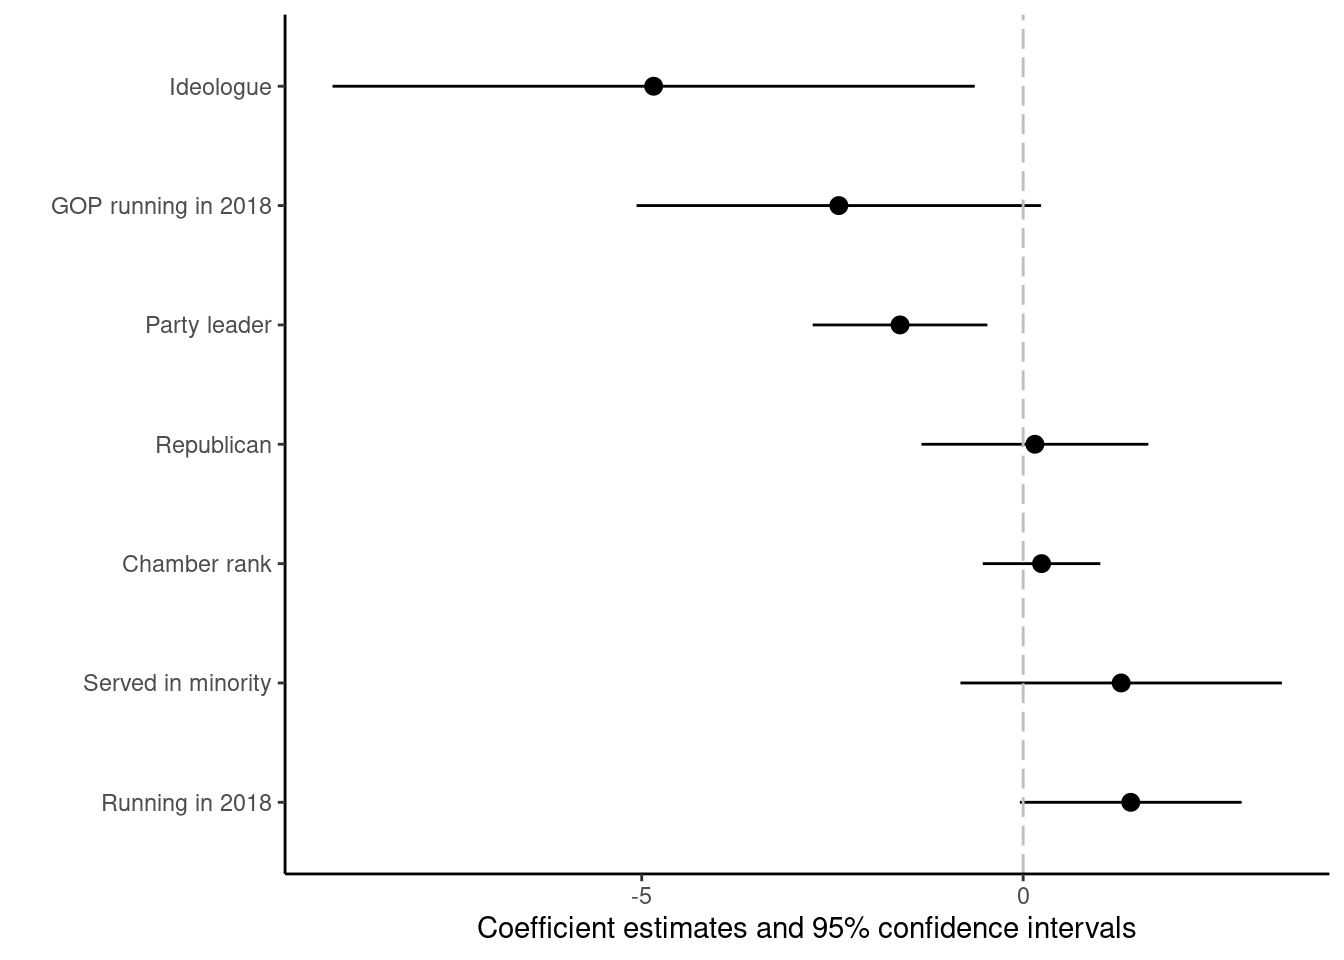 Ideologue
GOP running in 2018
Party leader
Republican
Chamber rank
Served in minority
Running in 2018
-5 0
Coefficient estimates and 95% confidence intervals